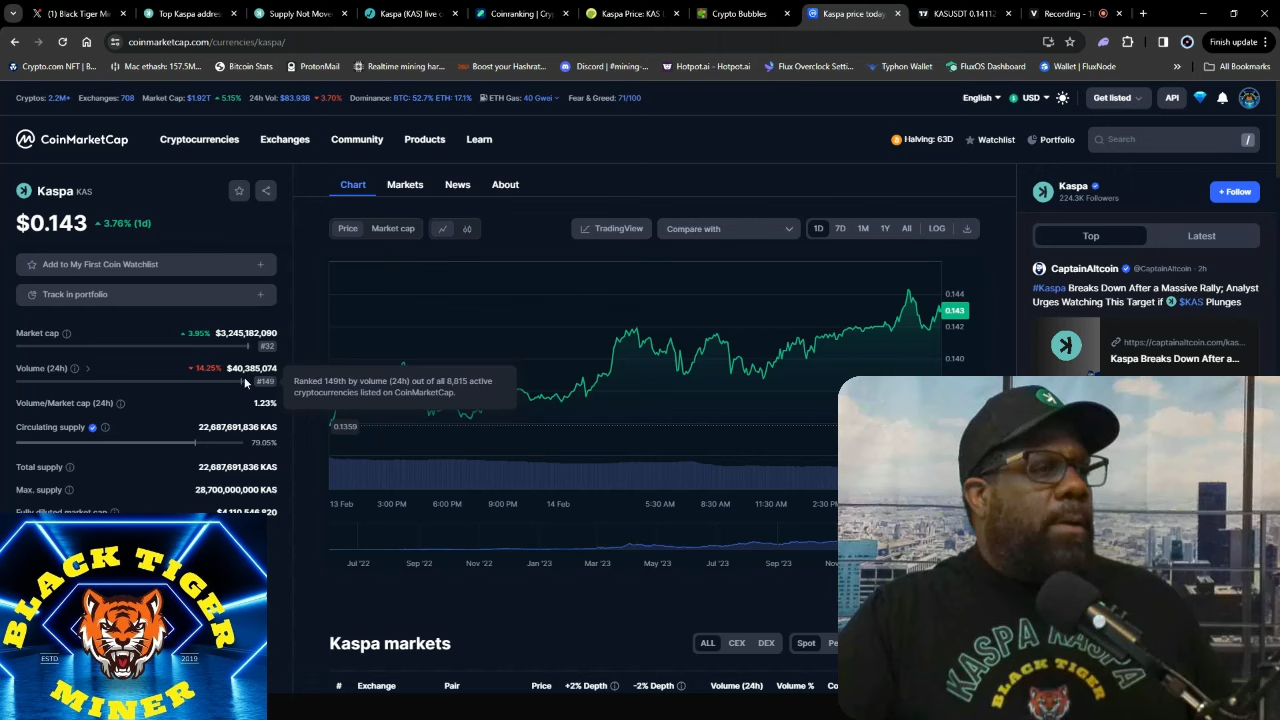 (1) Black Tiger Mi
Top Kaspa addres
Supply Not Move
Kaspa (KAS) live c
Coinranking | Cry
Kaspa Price: KAS L
Crypto Bubbles
Kaspa price today
KASUSDT 0.14112
Recording - 1
coinmarketcap.com/currencies/kaspa/
Finish update
Crypto.com NFT | B...
Mac ethash: 157.5M...
Bitcoin Stats
ProtonMail
Realtime mining har...
Boost your Hashrat...
Discord | #mining-...
Hotpot.ai - Hotpot.ai
Flux Overclock Setti...
Typhon Wallet
FluxOS Dashboard
Wallet | FluxNode
All Bookmarks
Cryptos: 2.2M+ Exchanges: 708 Market Cap: $1.92T 5.15% 24h Vol: $83.93B 3.70% Dominance: BTC: 52.7% ETH: 17.1% ETH Gas: 40 Gwei Fear & Greed: 71/100
English USD Get listed API
CoinMarketCap Cryptocurrencies Exchanges Community Products Learn
Halving: 63D Watchlist Portfolio Search /
Kaspa KAS
$0.143 3.76% (1d)
Add to My First Coin Watchlist +
Track in portfolio +
Market cap 3.95% $3,245,182,090
#32
Volume (24h) 14.25% $40,385,074
#149
Volume/Market cap (24h) 1.23%
Circulating supply 22,687,691,836 KAS
79.05%
Total supply 22,687,691,836 KAS
Max. supply 28,700,000,000 KAS
Fully diluted market cap $4,110,546,820
Ranked 149th by volume (24h) out of all 8,815 active
cryptocurrencies listed on CoinMarketCap.
Chart Markets News About
Price Market cap
TradingView
Compare with
1D 7D 1M 1Y All LOG
0.144
0.143
0.142
0.140
0.1359
13 Feb 3:00 PM 6:00 PM 9:00 PM 14 Feb 5:30 AM 8:30 AM 11:30 AM 2:30 PM
Jul '22 Sep '22 Nov '22 Jan '23 Mar '23 May '23 Jul '23 Sep '23
Kaspa markets
ALL CEX DEX Spot
# Exchange Pair Price +2% Depth -2% Depth Volume (24h) Volume %
Kaspa
224.3K Followers
+ Follow
Top Latest
CaptainAltcoin @CaptainAltcoin · 2h
#Kaspa Breaks Down After a Massive Rally; Analyst
Urges Watching This Target if $KAS Plunges
https://captainaltcoin.com/kas...
Kaspa Breaks Down After a...
BLACK TIGER
ESTD 2019
MINER
KASPA KASPA
BLACK TIGER